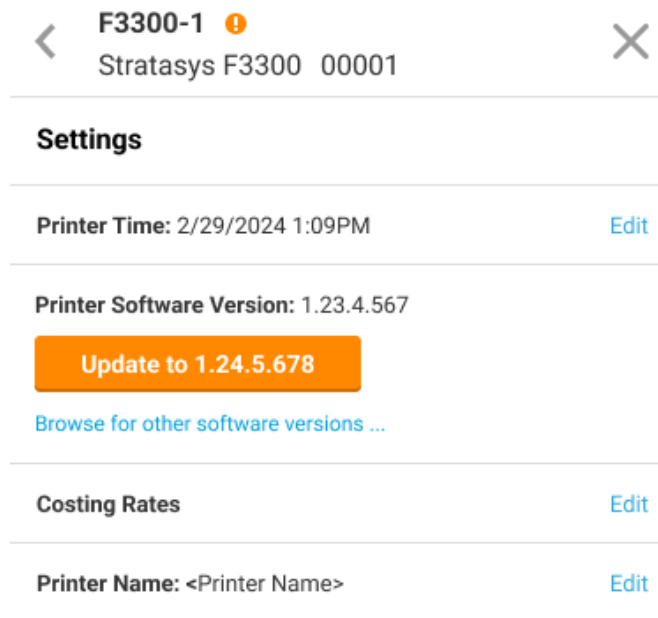 F3300-1
Stratasys F3300 00001
Settings
Printer Time: 2/29/2024 1:09PM Edit
Printer Software Version: 1.23.4.567
Update to 1.24.5.678
Browse for other software versions ...
Costing Rates Edit
Printer Name: <Printer Name> Edit